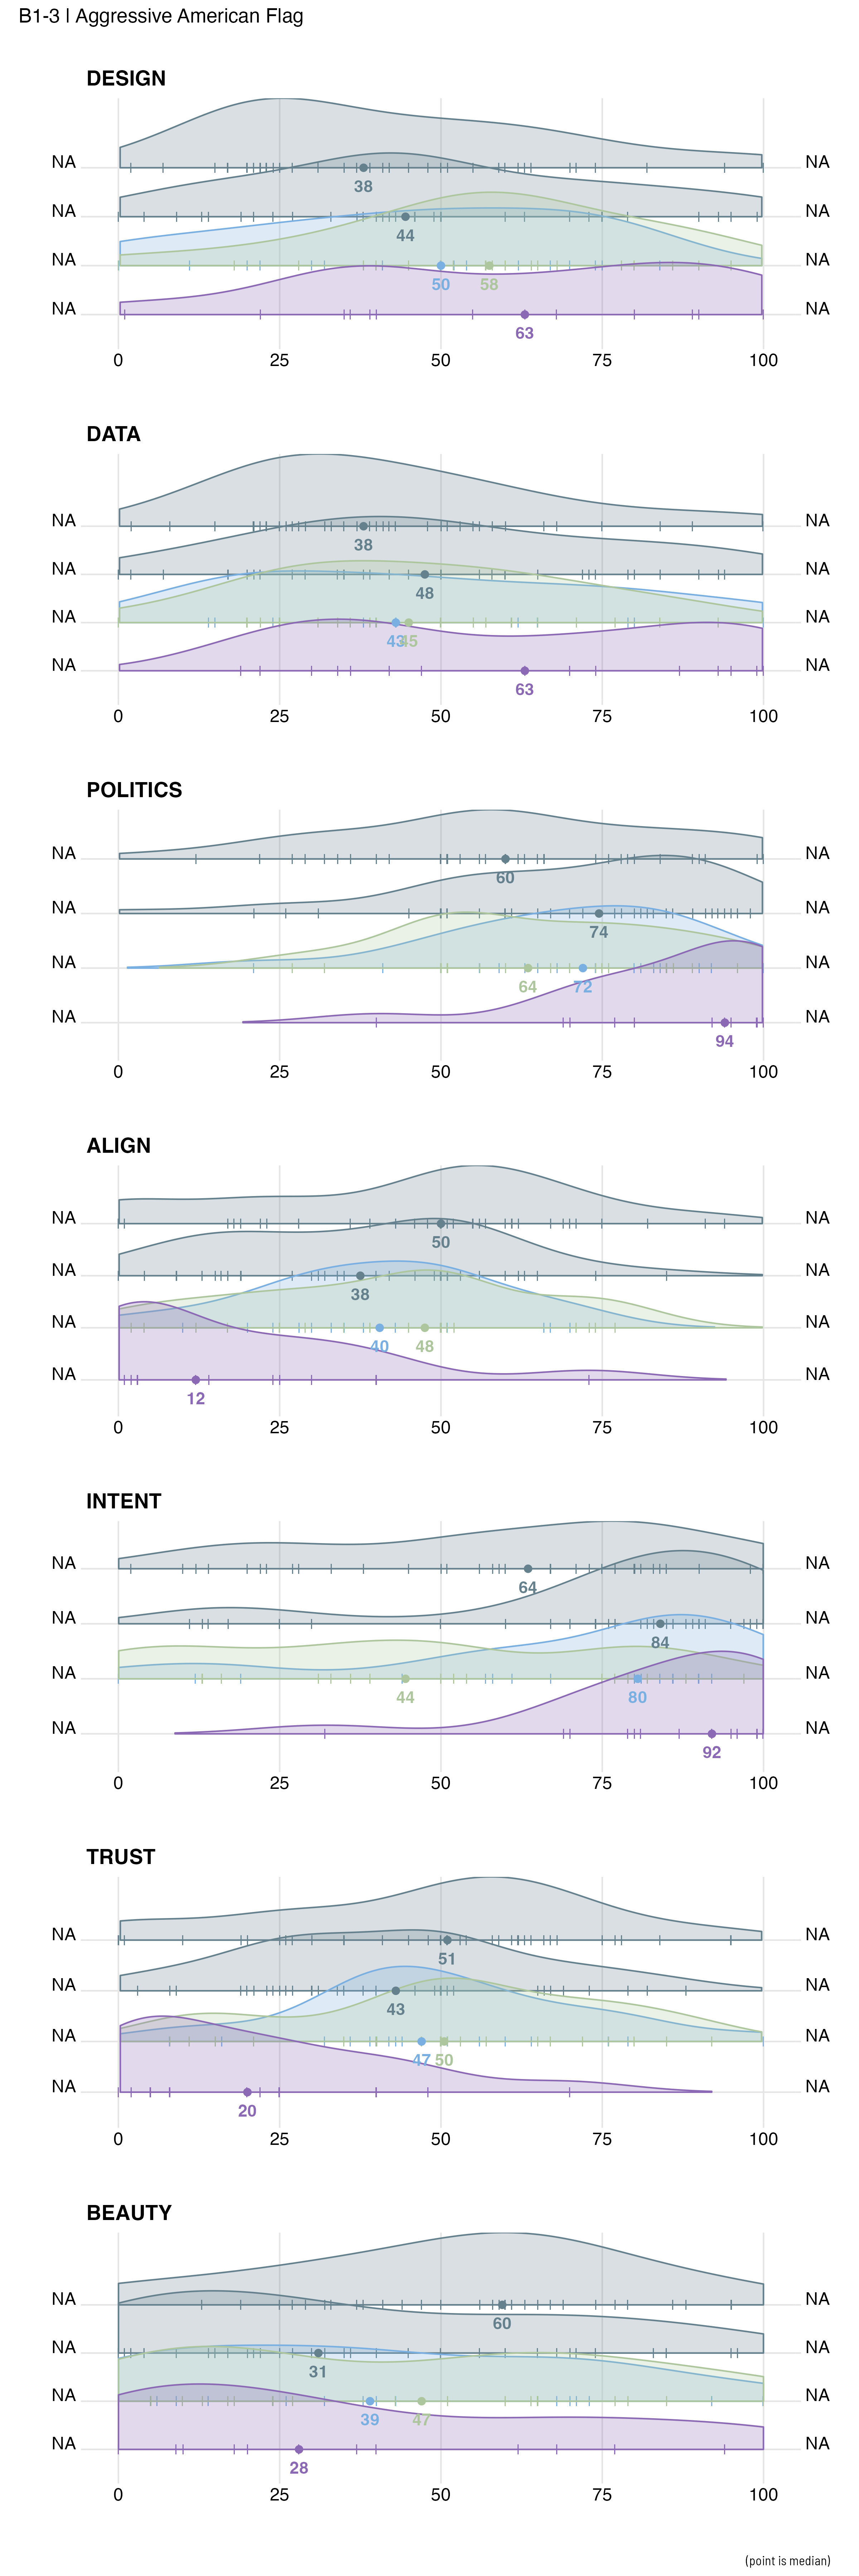 B1-3 | Aggressive American Flag
DESIGN
NA NA
38
NA NA
44
NA NA
50 58
NA NA
63
0 25 50 75 100
DATA
NA NA
38
NA NA
48
NA NA
43 45
NA NA
63
0 25 50 75 100
POLITICS
NA NA
60
NA NA
74
NA NA
64 72
NA NA
94
0 25 50 75 100
ALIGN
NA NA
50
NA NA
38
NA NA
40 48
NA NA
12
0 25 50 75 100
INTENT
NA NA
64
NA NA
84
NA NA
44 80
NA NA
92
0 25 50 75 100
TRUST
NA NA
51
NA NA
43
NA NA
47 50
NA NA
20
0 25 50 75 100
BEAUTY
NA NA
60
NA NA
31
NA NA
39 47
NA NA
28
0 25 50 75 100
(point is median)